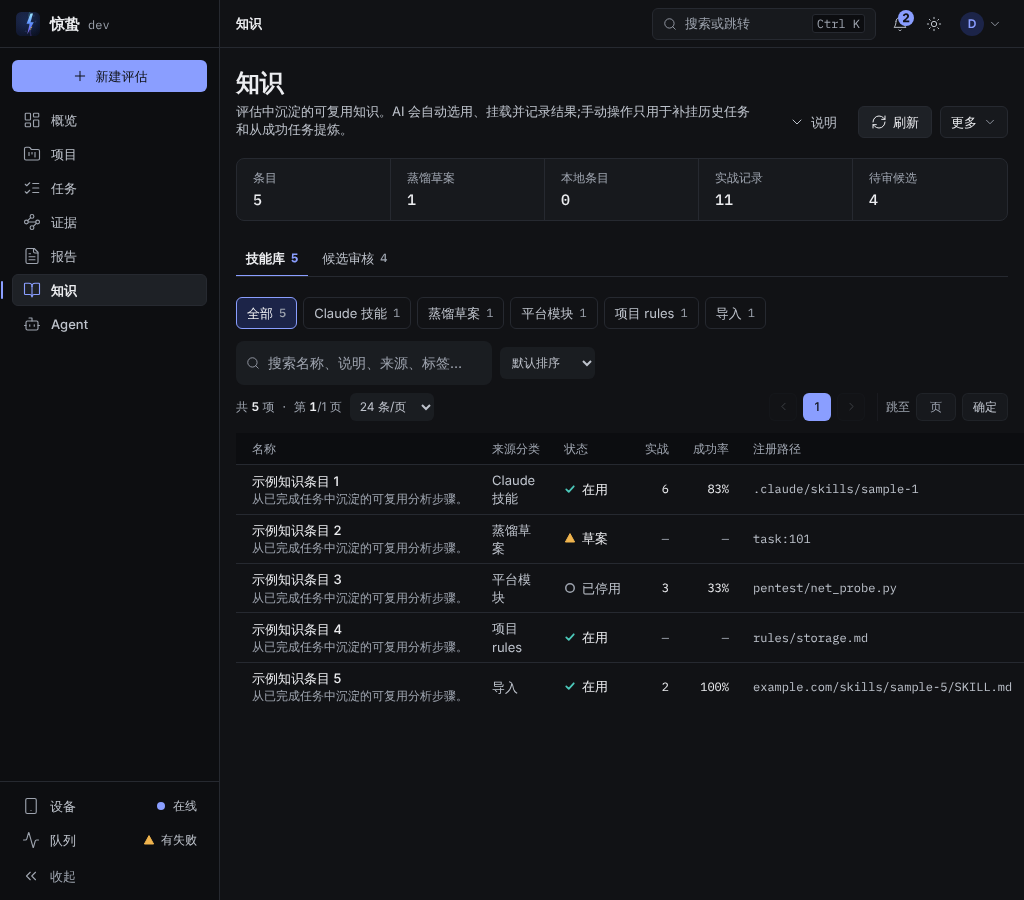 惊蛰 dev
知识
搜索或跳转 Ctrl K
2
D
新建评估
概览
项目
任务
证据
报告
知识
Agent
设备 在线
队列 有失败
收起
知识
评估中沉淀的可复用知识。AI 会自动选用、挂载并记录结果;手动操作只用于补挂历史任务
和从成功任务提炼。
说明 刷新 更多
条目 蒸馏草案 本地条目 实战记录 待审候选
5 1 0 11 4
技能库 5 候选审核 4
全部 5 Claude 技能 1 蒸馏草案 1 平台模块 1 项目 rules 1 导入 1
搜索名称、说明、来源、标签... 默认排序
共 5 项 · 第 1/1 页 24 条/页 1 跳至 页 确定
名称 来源分类 状态 实战 成功率 注册路径
示例知识条目 1
从已完成任务中沉淀的可复用分析步骤。
Claude
技能
在用 6 83% .claude/skills/sample-1
示例知识条目 2
从已完成任务中沉淀的可复用分析步骤。
蒸馏草
案
草案 — — task:101
示例知识条目 3
从已完成任务中沉淀的可复用分析步骤。
平台模
块
已停用 3 33% pentest/net_probe.py
示例知识条目 4
从已完成任务中沉淀的可复用分析步骤。
项目
rules
在用 — — rules/storage.md
示例知识条目 5
从已完成任务中沉淀的可复用分析步骤。
导入
在用 2 100% example.com/skills/sample-5/SKILL.md